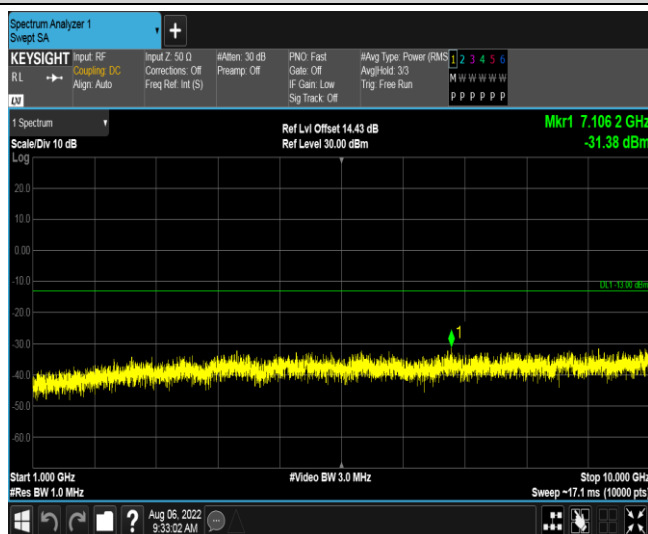 Spectrum Analyzer 1
Swept SA
+
KEYSIGHT
RL
LXI
Input: RF
Coupling: DC
Align: Auto
Input Z: 50 Ω
Corrections: Off
Freq Ref: Int (S)
#Atten: 30 dB
Preamp: Off
PNO: Fast
Gate: Off
IF Gain: Low
Sig Track: Off
#Avg Type: Power (RMS
Avg|Hold: 3/3
Trig: Free Run
1 2 3 4 5 6
M W W W W W
P P P P P P
1 Spectrum
Scale/Div 10 dB
Log
Ref Lvl Offset 14.43 dB
Ref Level 30.00 dBm
Mkr1 7.106 2 GHz
-31.38 dBm
20.0
10.0
0.00
-10.0
-20.0
-30.0
-40.0
-50.0
-60.0
DL1 -13.00 dBm
1
Start 1.000 GHz
#Res BW 1.0 MHz
#Video BW 3.0 MHz
Stop 10.000 GHz
Sweep ~17.1 ms (10000 pts)
?
Aug 06, 2022
9:33:02 AM